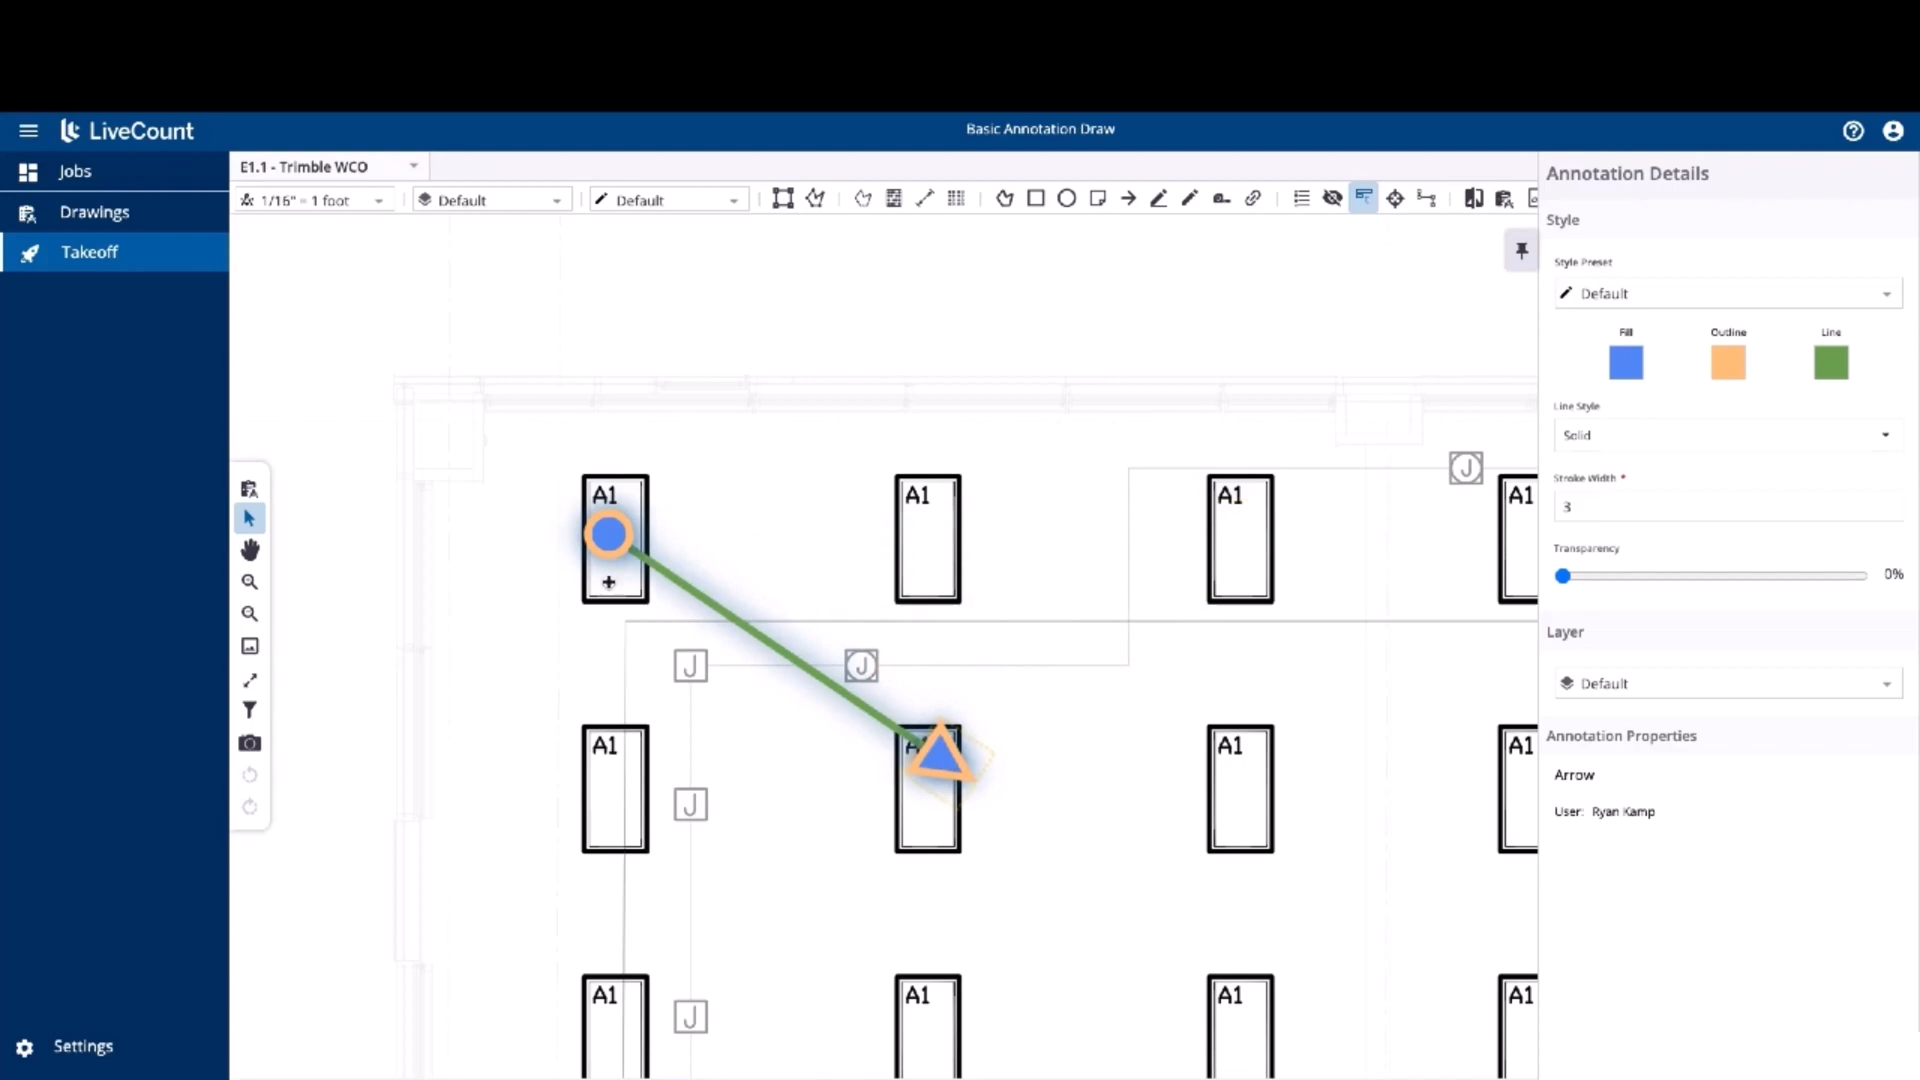 LiveCount
Basic Annotation Draw
Jobs
Drawings
Takeoff
Settings
E1.1 - Trimble WCO
1/16" = 1 foot
Default
Default
A1
A1
A1
A1
J
J
J
A1
A1
A1
J
A1
A1
A1
A1
J
Annotation Details
Style
Style Preset
Default
Fill
Outline
Line
Line Style
Solid
Stroke Width *
3
Transparency
0%
Layer
Default
Annotation Properties
Arrow
User: Ryan Kamp